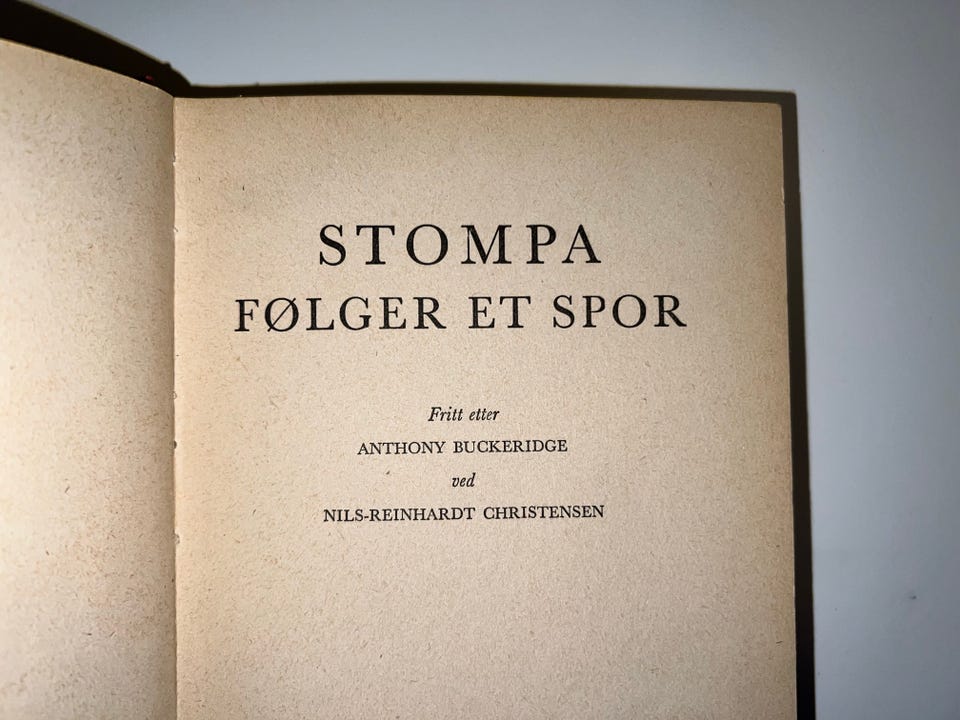 STOMPA
FØLGER ET SPOR
Fritt etter
ANTHONY BUCKERIDGE
ved
NILS-REINHARDT CHRISTENSEN